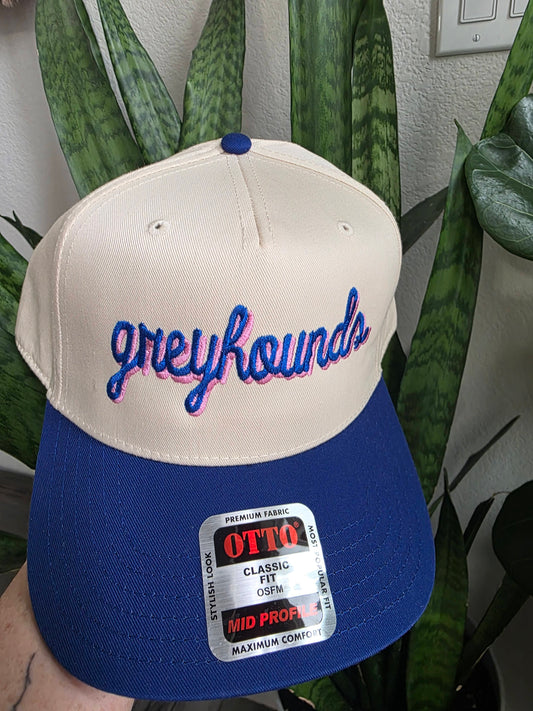 greyhounds
PREMIUM FABRIC
STYLISH LOOK
OTTO
CLASSIC
FIT
OSFM
MID PROFILE
MOST POPULAR FIT
MAXIMUM COMFORT